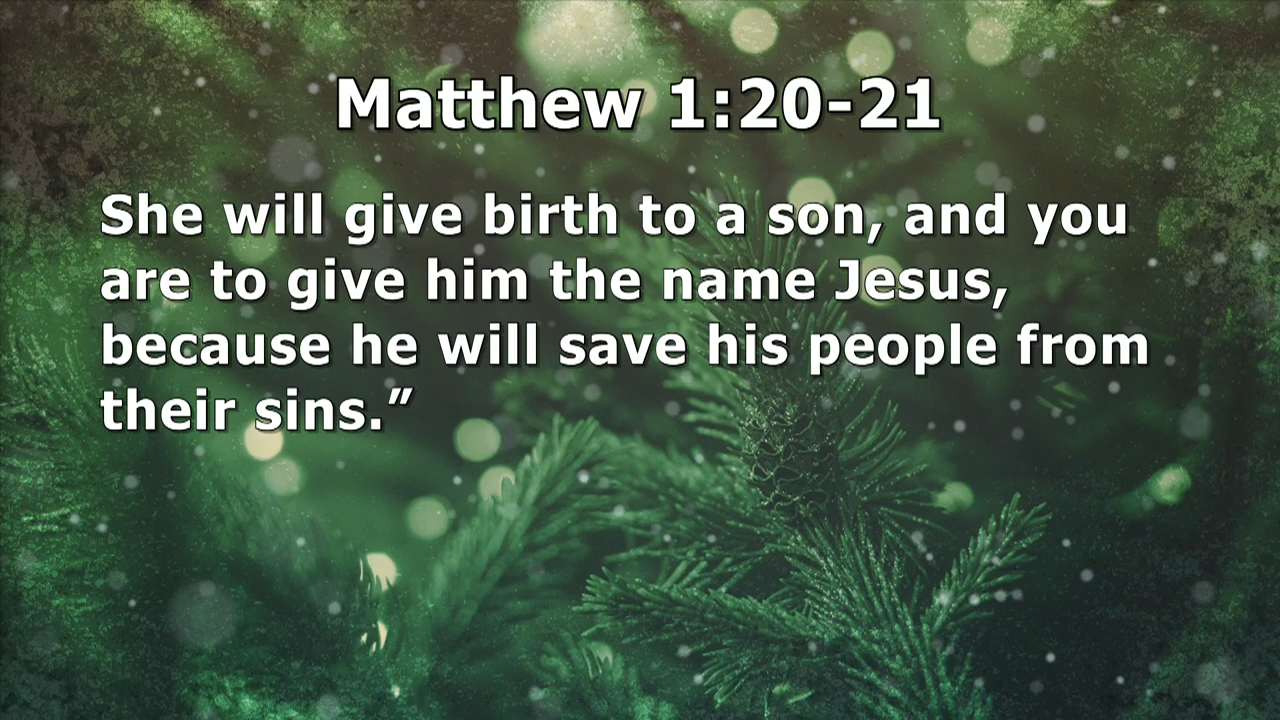 Matthew 1:20-21
She will give birth to a son, and you
are to give him the name Jesus,
because he will save his people from
their sins.”